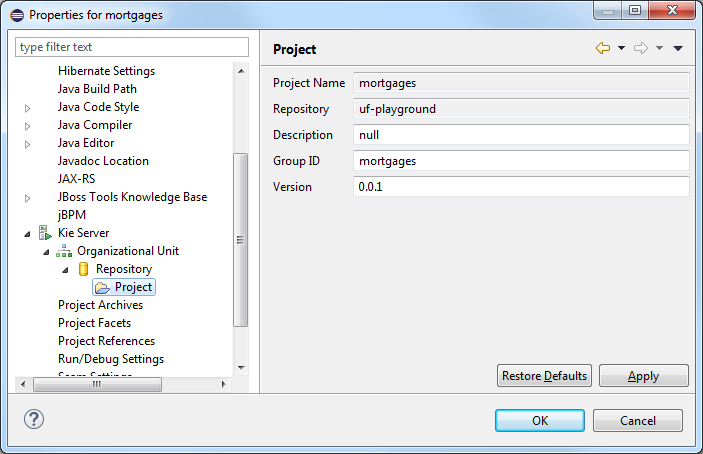 Properties for mortgages
type filter text
Hibernate Settings
Java Build Path
Java Code Style
Java Compiler
Java Editor
Javadoc Location
JAX-RS
JBoss Tools Knowledge Base
jBPM
Kie Server
Organizational Unit
Repository
Project
Project Archives
Project Facets
Project References
Run/Debug Settings
Project
Project Name mortgages
Repository uf-playground
Description null
Group ID mortgages
Version 0.0.1
Restore Defaults Apply
OK Cancel